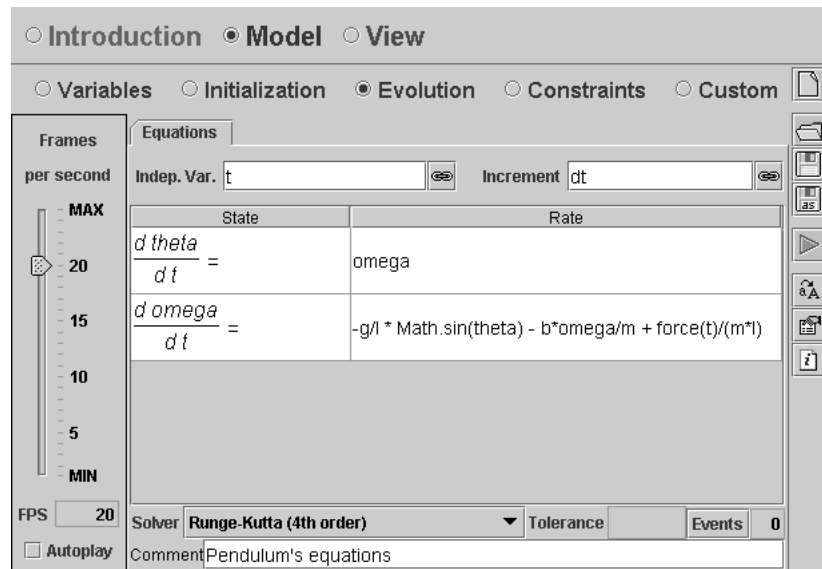 Introduction Model View
Variables Initialization Evolution Constraints Custom
Frames
per second
MAX
20
15
10
5
MIN
FPS 20
Autoplay
Equations
Indep. Var. t Increment dt
State Rate
d theta
d t
=
omega
d omega
d t
=
-g/l * Math.sin(theta) - b*omega/m + force(t)/(m*l)
Solver Runge-Kutta (4th order) Tolerance Events 0
Comment Pendulum's equations
as
aA
i